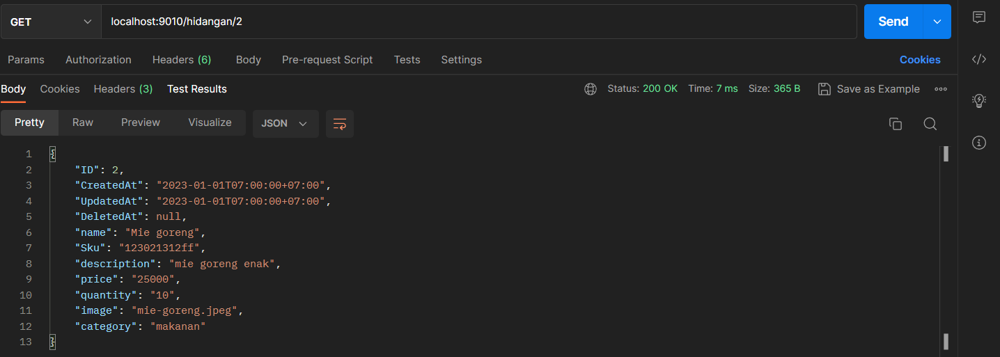 GET localhost:9010/hidangan/2 Send
Params Authorization Headers (6) Body Pre-request Script Tests Settings Cookies
Body Cookies Headers (3) Test Results Status: 200 OK Time: 7 ms Size: 365 B Save as Example
Pretty Raw Preview Visualize JSON
1 {
2 "ID": 2,
3 "CreatedAt": "2023-01-01T07:00:00+07:00",
4 "UpdatedAt": "2023-01-01T07:00:00+07:00",
5 "DeletedAt": null,
6 "name": "Mie goreng",
7 "Sku": "123021312ff",
8 "description": "mie goreng enak",
9 "price": "25000",
10 "quantity": "10",
11 "image": "mie-goreng.jpeg",
12 "category": "makanan"
13 }